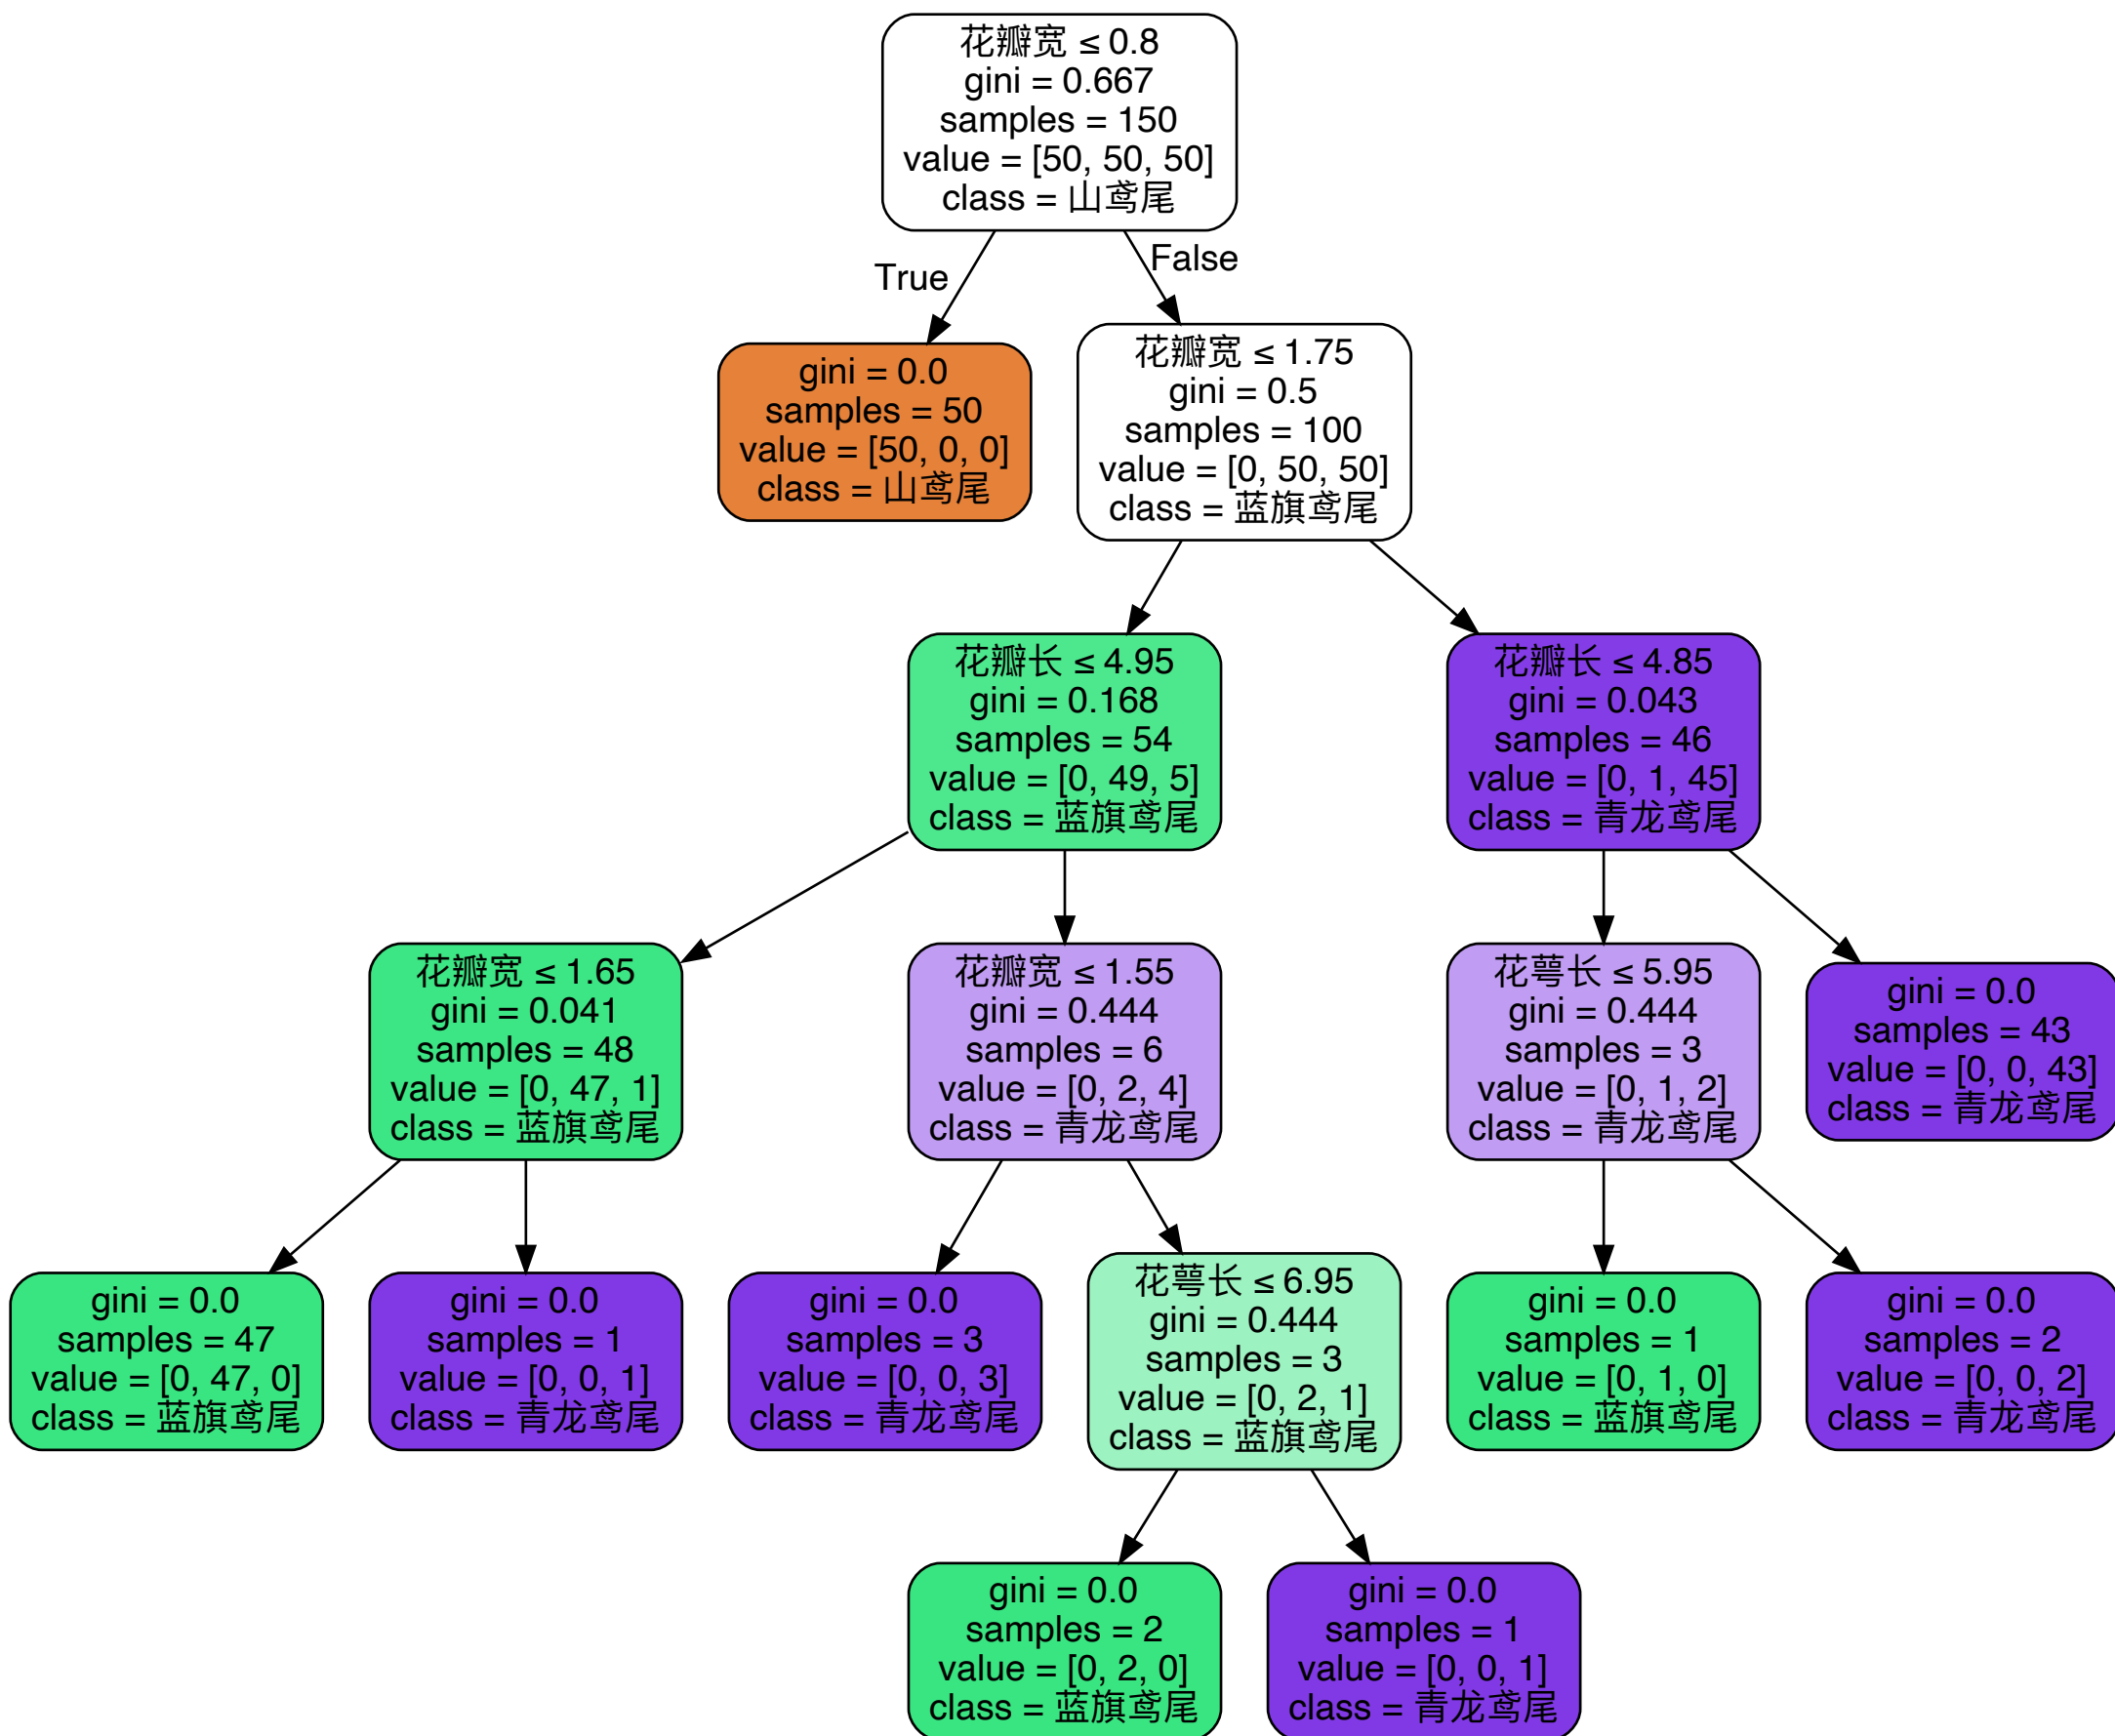 花瓣宽 ≤ 0.8
gini = 0.667
samples = 150
value = [50, 50, 50]
class = 山鸢尾
True
False
gini = 0.0
samples = 50
value = [50, 0, 0]
class = 山鸢尾
花瓣宽 ≤ 1.75
gini = 0.5
samples = 100
value = [0, 50, 50]
class = 蓝旗鸢尾
花瓣长 ≤ 4.95
gini = 0.168
samples = 54
value = [0, 49, 5]
class = 蓝旗鸢尾
花瓣长 ≤ 4.85
gini = 0.043
samples = 46
value = [0, 1, 45]
class = 青龙鸢尾
花瓣宽 ≤ 1.65
gini = 0.041
samples = 48
value = [0, 47, 1]
class = 蓝旗鸢尾
花瓣宽 ≤ 1.55
gini = 0.444
samples = 6
value = [0, 2, 4]
class = 青龙鸢尾
花萼长 ≤ 5.95
gini = 0.444
samples = 3
value = [0, 1, 2]
class = 青龙鸢尾
gini = 0.0
samples = 43
value = [0, 0, 43]
class = 青龙鸢尾
gini = 0.0
samples = 47
value = [0, 47, 0]
class = 蓝旗鸢尾
gini = 0.0
samples = 1
value = [0, 0, 1]
class = 青龙鸢尾
gini = 0.0
samples = 3
value = [0, 0, 3]
class = 青龙鸢尾
花萼长 ≤ 6.95
gini = 0.444
samples = 3
value = [0, 2, 1]
class = 蓝旗鸢尾
gini = 0.0
samples = 1
value = [0, 1, 0]
class = 蓝旗鸢尾
gini = 0.0
samples = 2
value = [0, 0, 2]
class = 青龙鸢尾
gini = 0.0
samples = 2
value = [0, 2, 0]
class = 蓝旗鸢尾
gini = 0.0
samples = 1
value = [0, 0, 1]
class = 青龙鸢尾